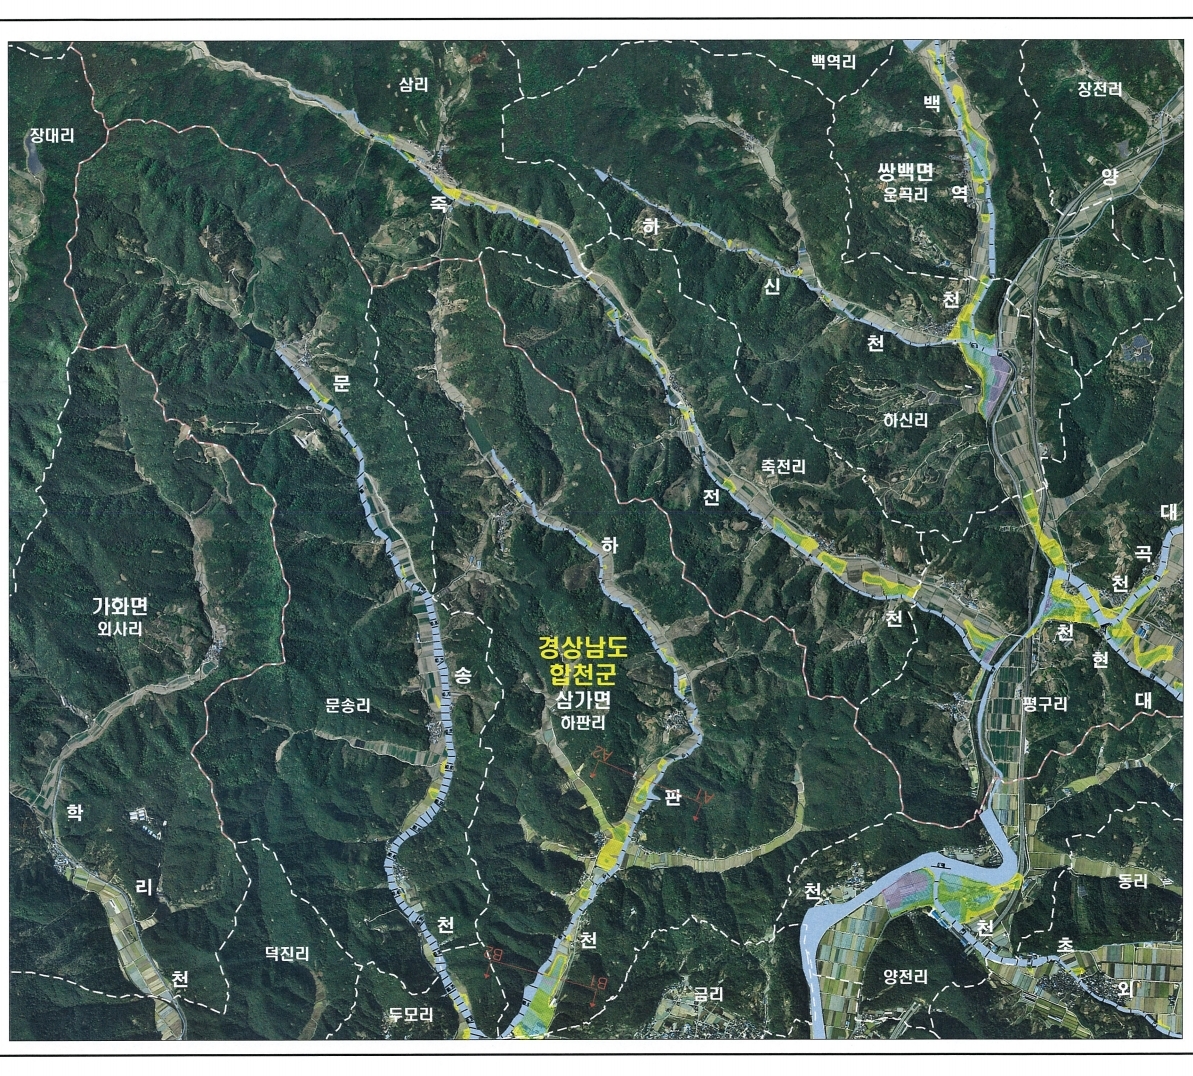 백역리
삼리
장전리
백
장대리
쌍백면
운곡리
양
역
죽
하
신
천
천
문
하신리
죽전리
전
대
하
곡
천
가화면
외사리
천
천
현
경상남도
합천군
삼가면
하판리
송
문송리
평구리
대
A2
판
A1
학
리
천
동리
천
천
천
초
B2
덕진리
양전리
천
B1
금리
외
두모리